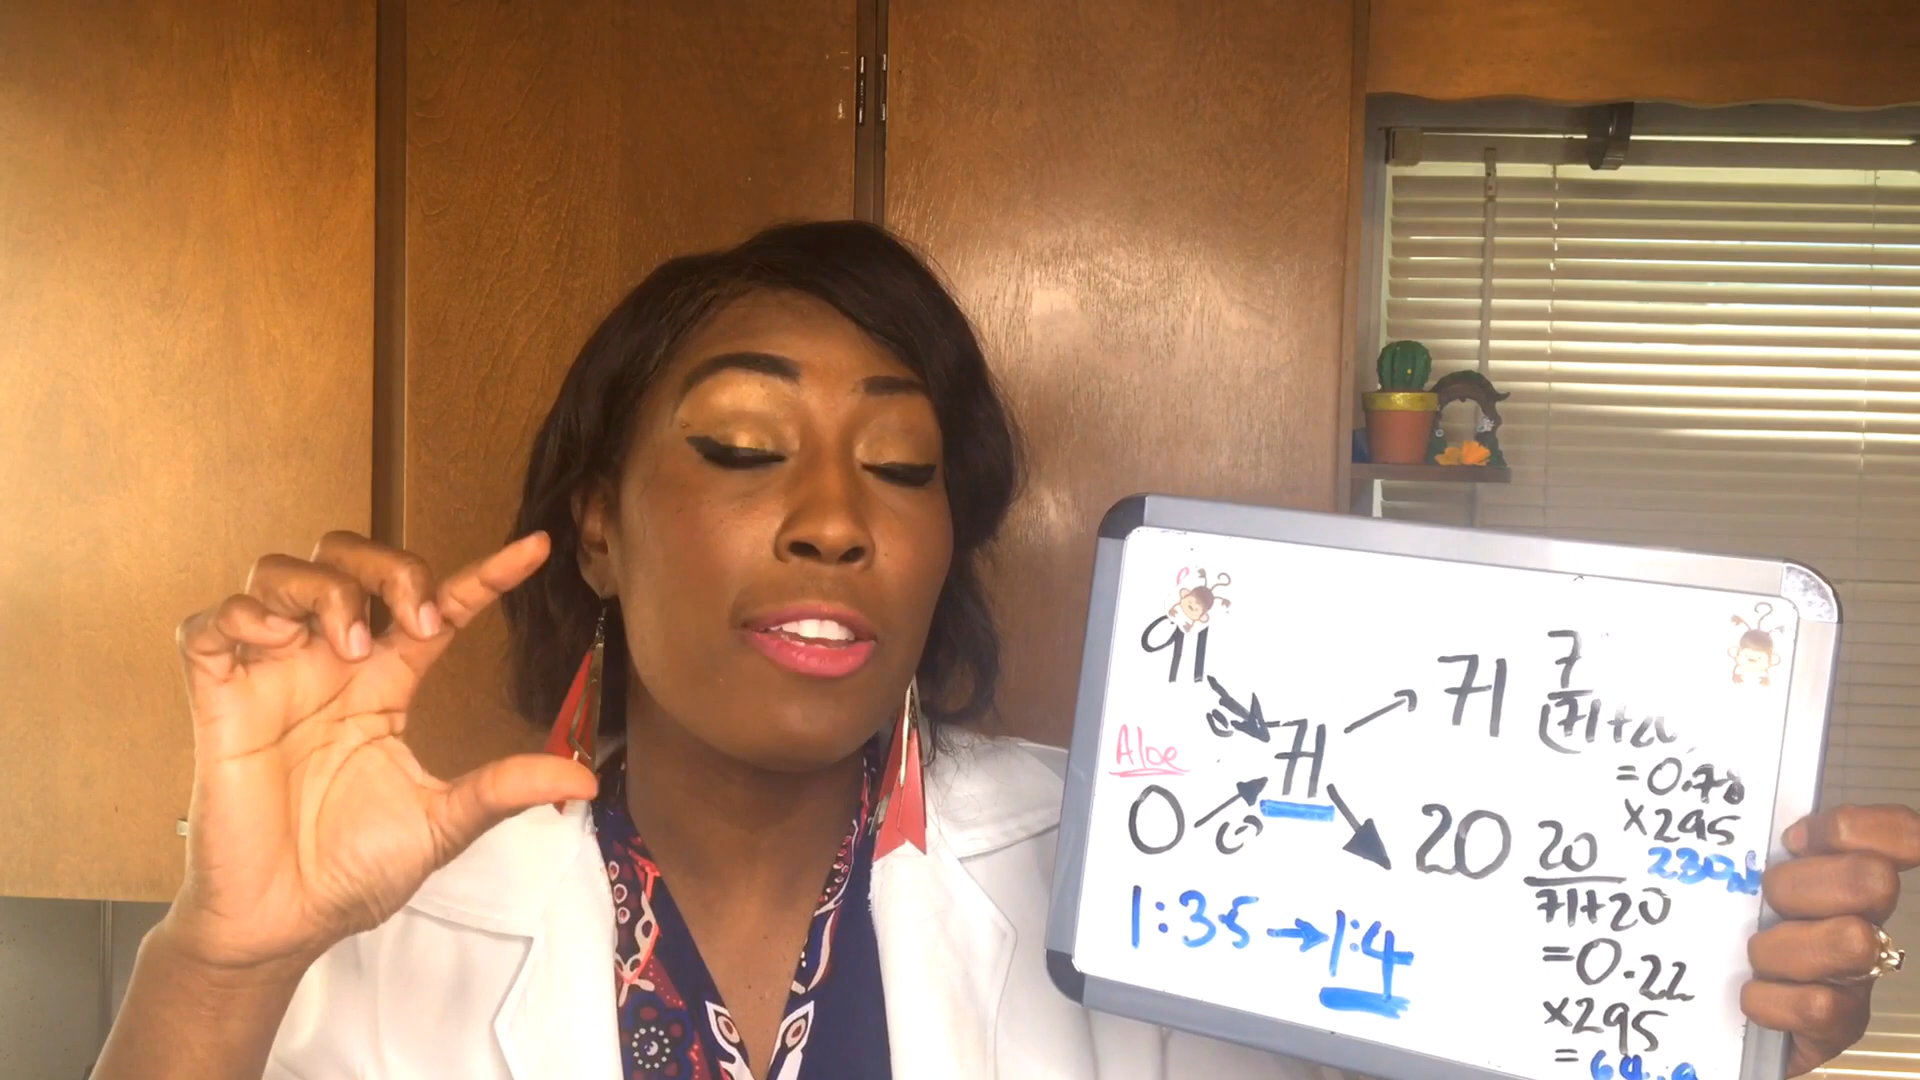 91
71
Aloe
71
0 (-)
20
1:3.5 → 1:4
7
= 0.78
x295
20
71+20
= 0.22
x295